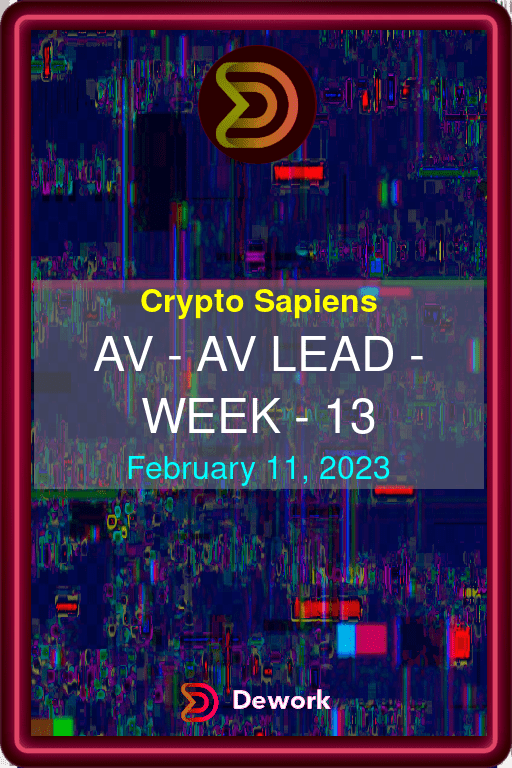 Crypto Sapiens
AV - AV LEAD -
WEEK - 13
February 11, 2023
Dework